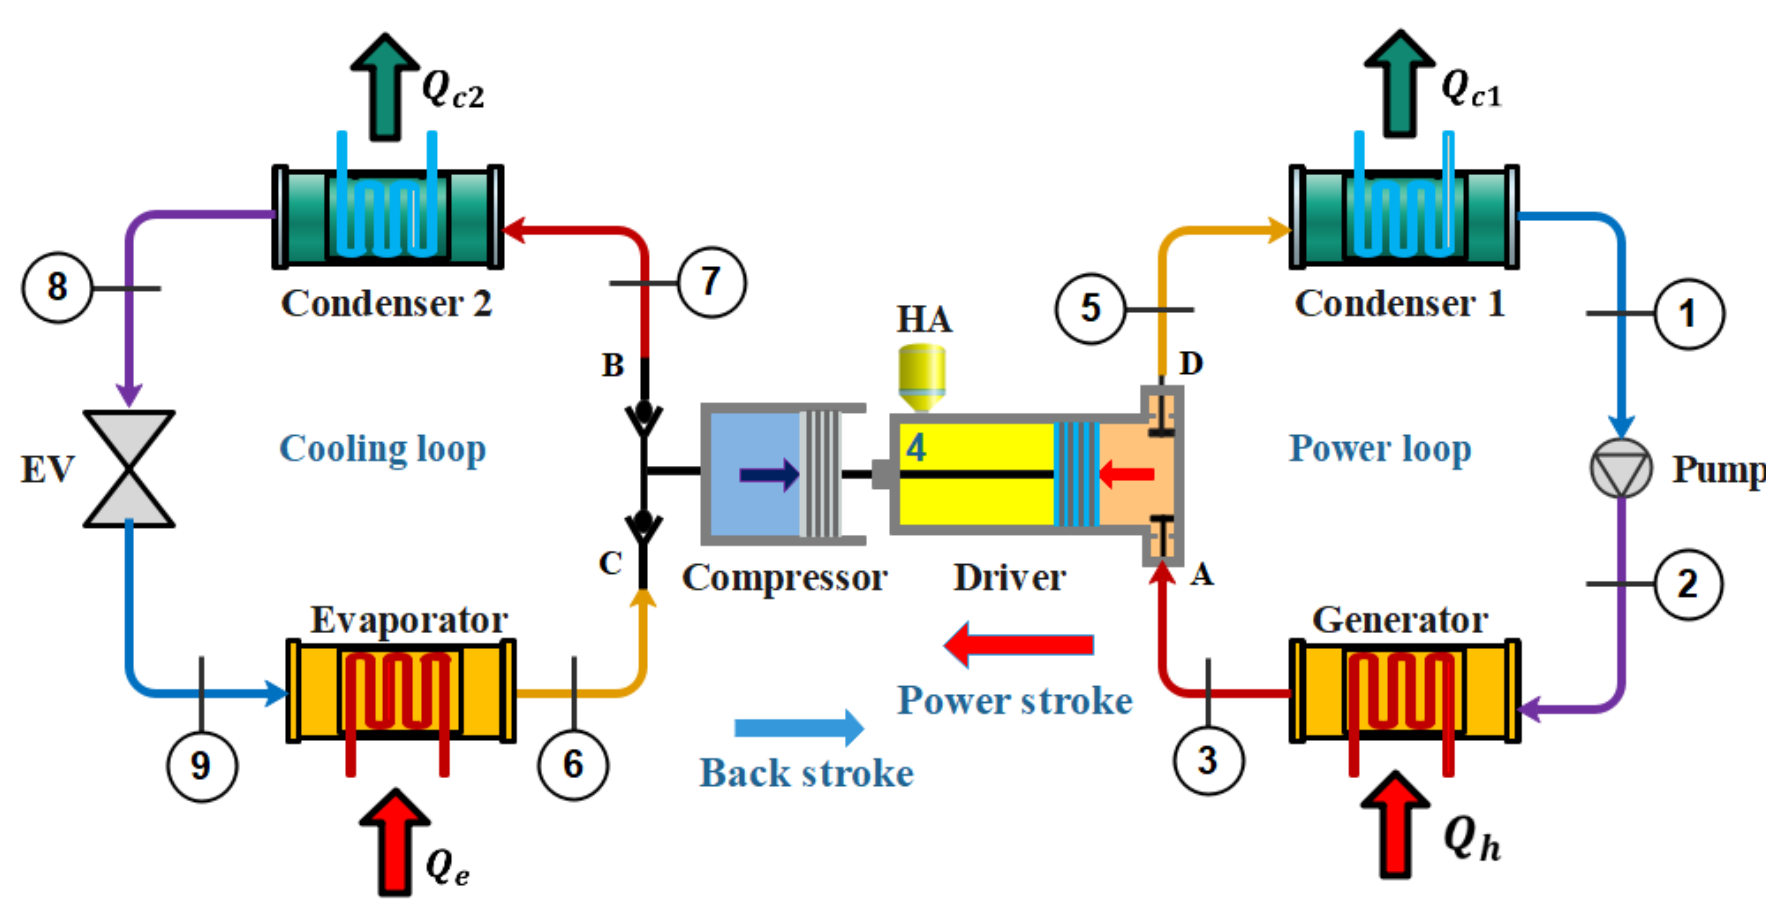 Qc2
Qc1
8
Condenser 2
7
HA
5
Condenser 1
1
B
D
EV
Cooling loop
4
Power loop
Pump
C
Compressor
Driver
A
2
Evaporator
Generator
Power stroke
9
6
Back stroke
3
Qe
Qh